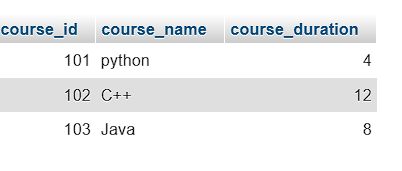 course_id course_name course_duration
101 python 4
102 C++ 12
103 Java 8